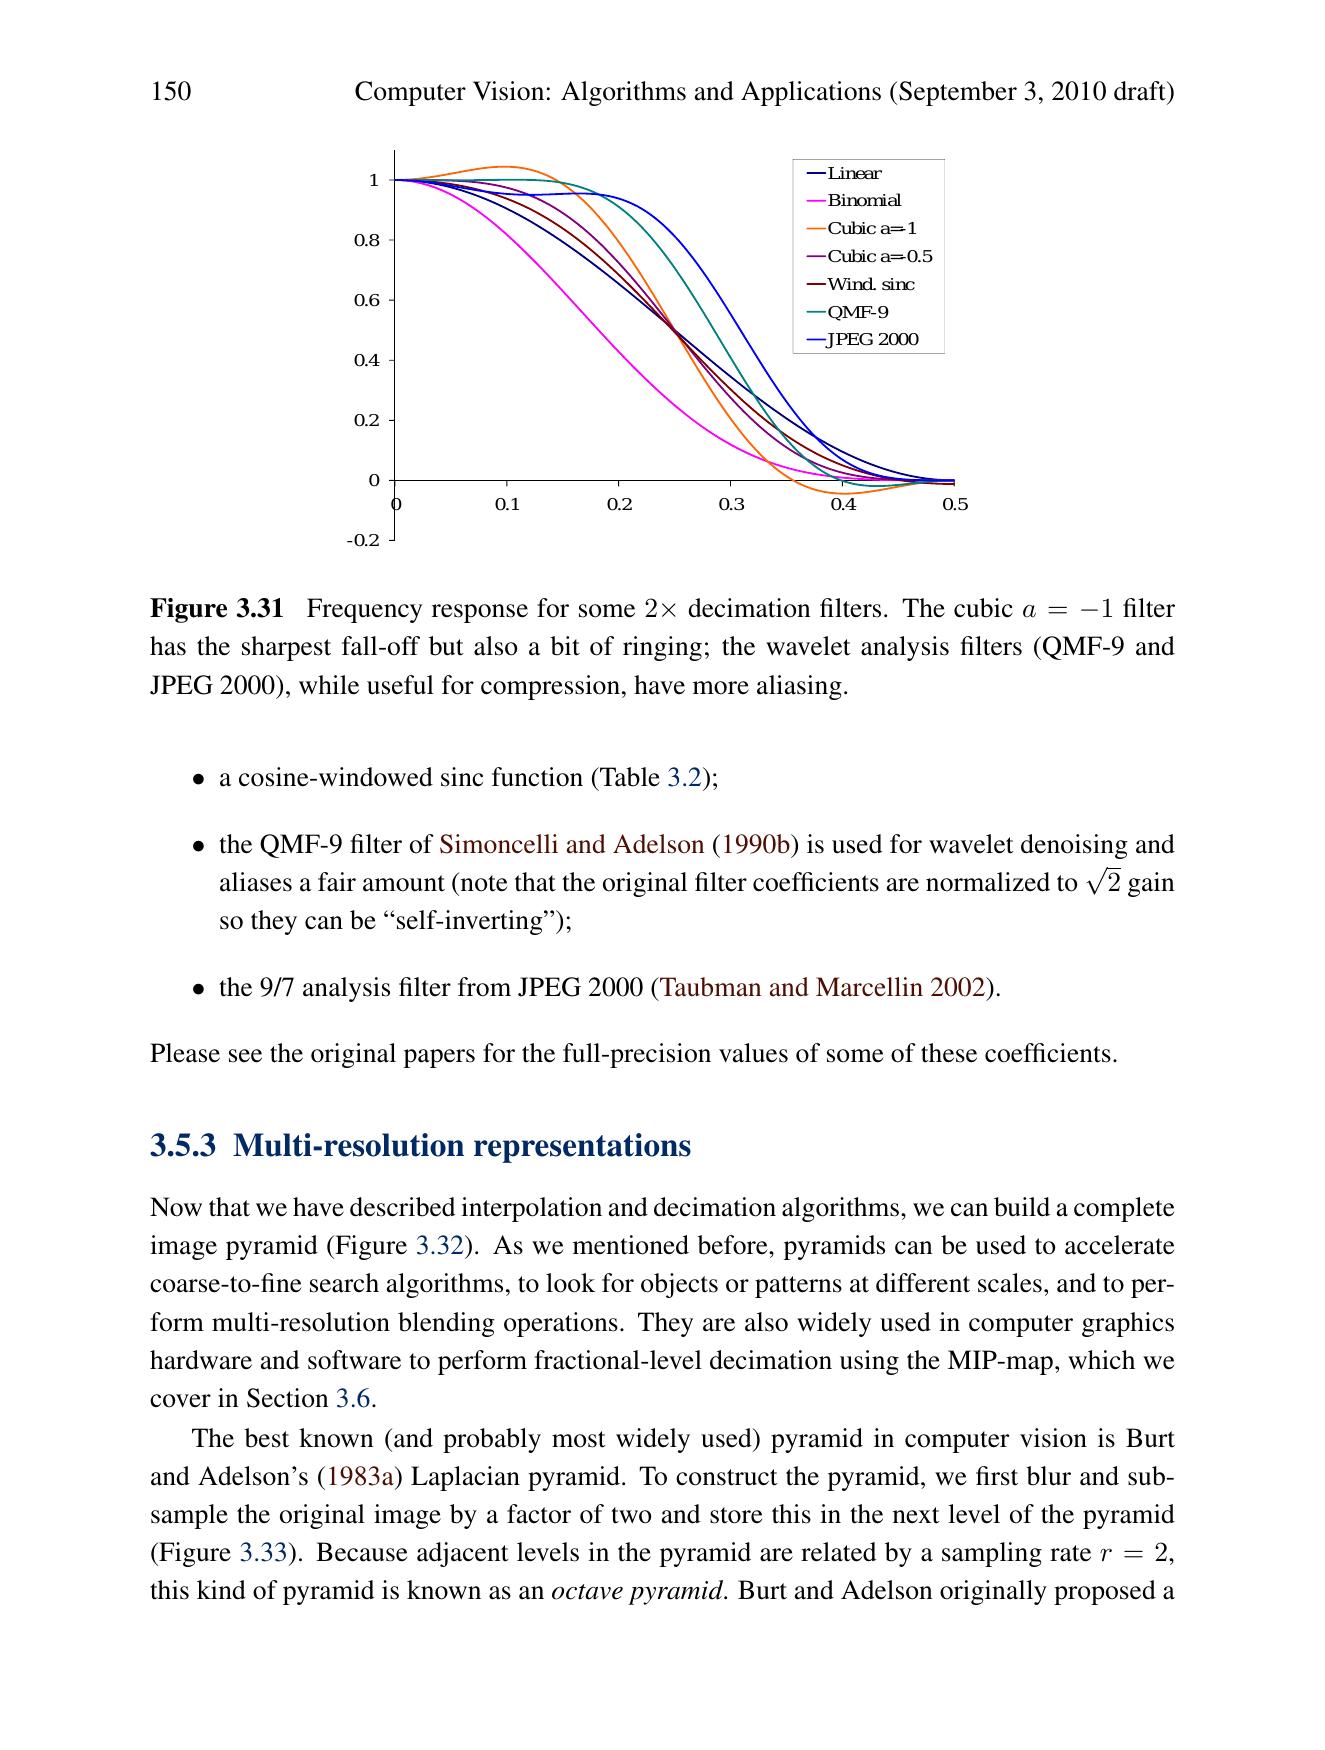 150 Computer Vision: Algorithms and Applications (September 3, 2010 draft)
1
0.8
0.6
0.4
0.2
0
-0.2
0 0.1 0.2 0.3 0.4 0.5
Linear
Binomial
Cubic a=-1
Cubic a=-0.5
Wind. sinc
QMF-9
JPEG 2000
Figure 3.31 Frequency response for some 2× decimation filters. The cubic a = −1 filter
has the sharpest fall-off but also a bit of ringing; the wavelet analysis filters (QMF-9 and
JPEG 2000), while useful for compression, have more aliasing.
• a cosine-windowed sinc function (Table 3.2);
• the QMF-9 filter of Simoncelli and Adelson (1990b) is used for wavelet denoising and
aliases a fair amount (note that the original filter coefficients are normalized to √2 gain
so they can be “self-inverting”);
• the 9/7 analysis filter from JPEG 2000 (Taubman and Marcellin 2002).
Please see the original papers for the full-precision values of some of these coefficients.
3.5.3 Multi-resolution representations
Now that we have described interpolation and decimation algorithms, we can build a complete
image pyramid (Figure 3.32). As we mentioned before, pyramids can be used to accelerate
coarse-to-fine search algorithms, to look for objects or patterns at different scales, and to per-
form multi-resolution blending operations. They are also widely used in computer graphics
hardware and software to perform fractional-level decimation using the MIP-map, which we
cover in Section 3.6.
The best known (and probably most widely used) pyramid in computer vision is Burt
and Adelson’s (1983a) Laplacian pyramid. To construct the pyramid, we first blur and sub-
sample the original image by a factor of two and store this in the next level of the pyramid
(Figure 3.33). Because adjacent levels in the pyramid are related by a sampling rate r = 2,
this kind of pyramid is known as an octave pyramid. Burt and Adelson originally proposed a